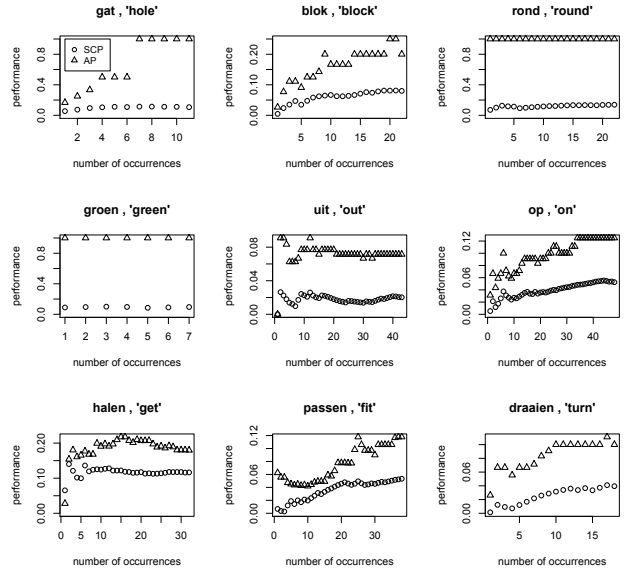 gat , 'hole'
performance
0.0 0.4 0.8
SCP
AP
2 4 6 8 10
number of occurrences
blok , 'block'
performance
0.00 0.10 0.20
5 10 15 20
number of occurrences
rond , 'round'
performance
0.0 0.4 0.8
5 10 15 20
number of occurrences
groen , 'green'
performance
0.0 0.4 0.8
1 2 3 4 5 6 7
number of occurrences
uit , 'out'
performance
0.00 0.04 0.08
0 10 20 30 40
number of occurrences
op , 'on'
performance
0.00 0.06 0.12
0 10 20 30 40
number of occurrences
halen , 'get'
performance
0.00 0.10 0.20
0 5 10 20 30
number of occurrences
passen , 'fit'
performance
0.00 0.06 0.12
0 10 20 30
number of occurrences
draaien , 'turn'
performance
0.00 0.06 0.12
5 10 15
number of occurrences